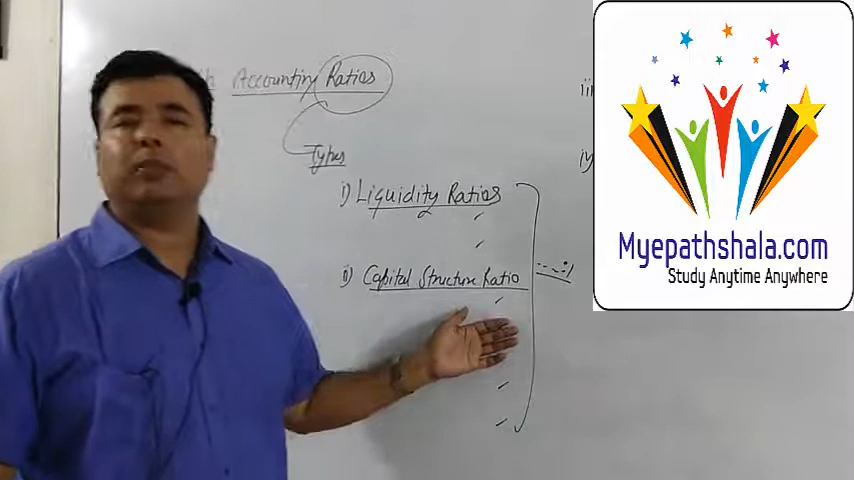 Accounting Ratios
Types
i) Liquidity Ratios
ii) Capital Structure Ratio
Myepathshala.com
Study Anytime Anywhere